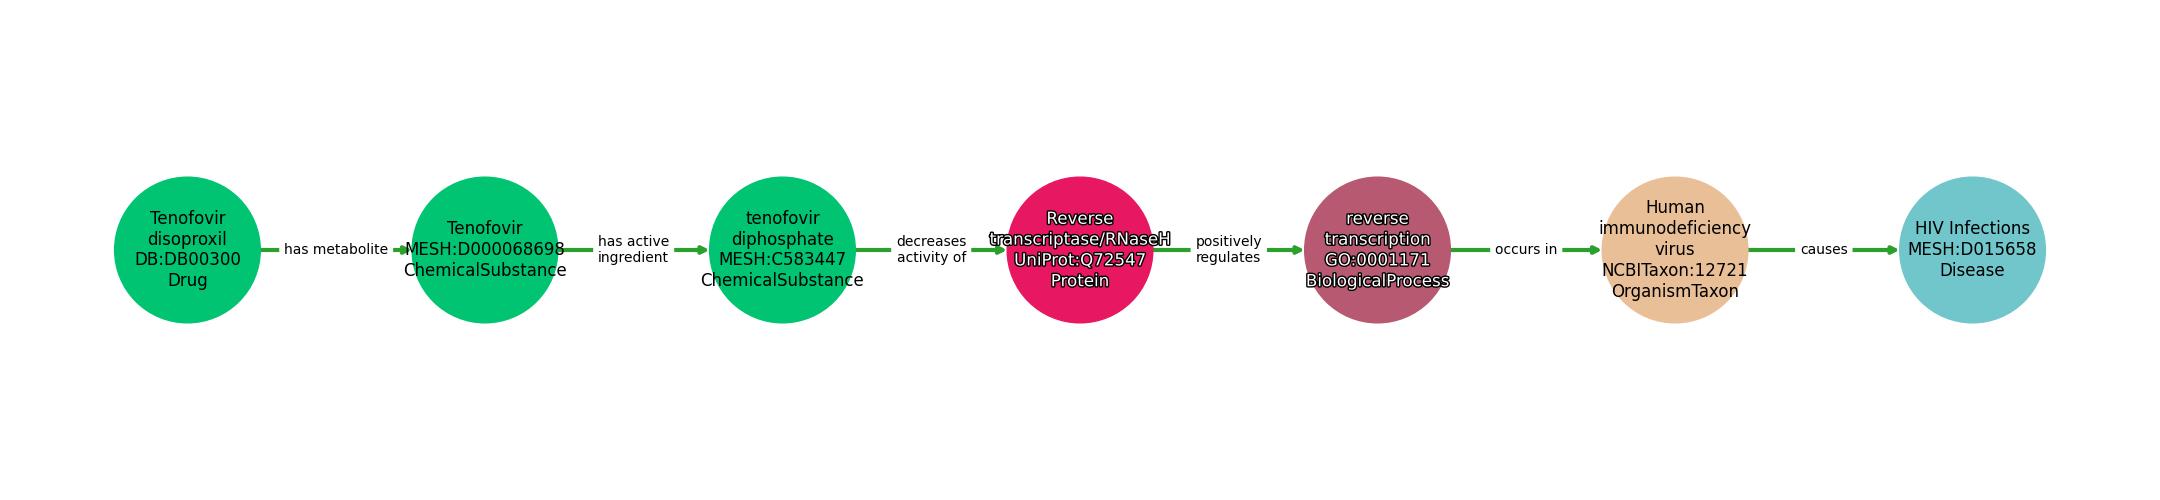 Tenofovir
disoproxil
DB:DB00300
Drug
has metabolite
Tenofovir
MESH:D000068698
ChemicalSubstance
has active
ingredient
tenofovir
diphosphate
MESH:C583447
ChemicalSubstance
decreases
activity of
Reverse
transcriptase/RNaseH
UniProt:Q72547
Protein
positively
regulates
reverse
transcription
GO:0001171
BiologicalProcess
occurs in
Human
immunodeficiency
virus
NCBITaxon:12721
OrganismTaxon
causes
HIV Infections
MESH:D015658
Disease